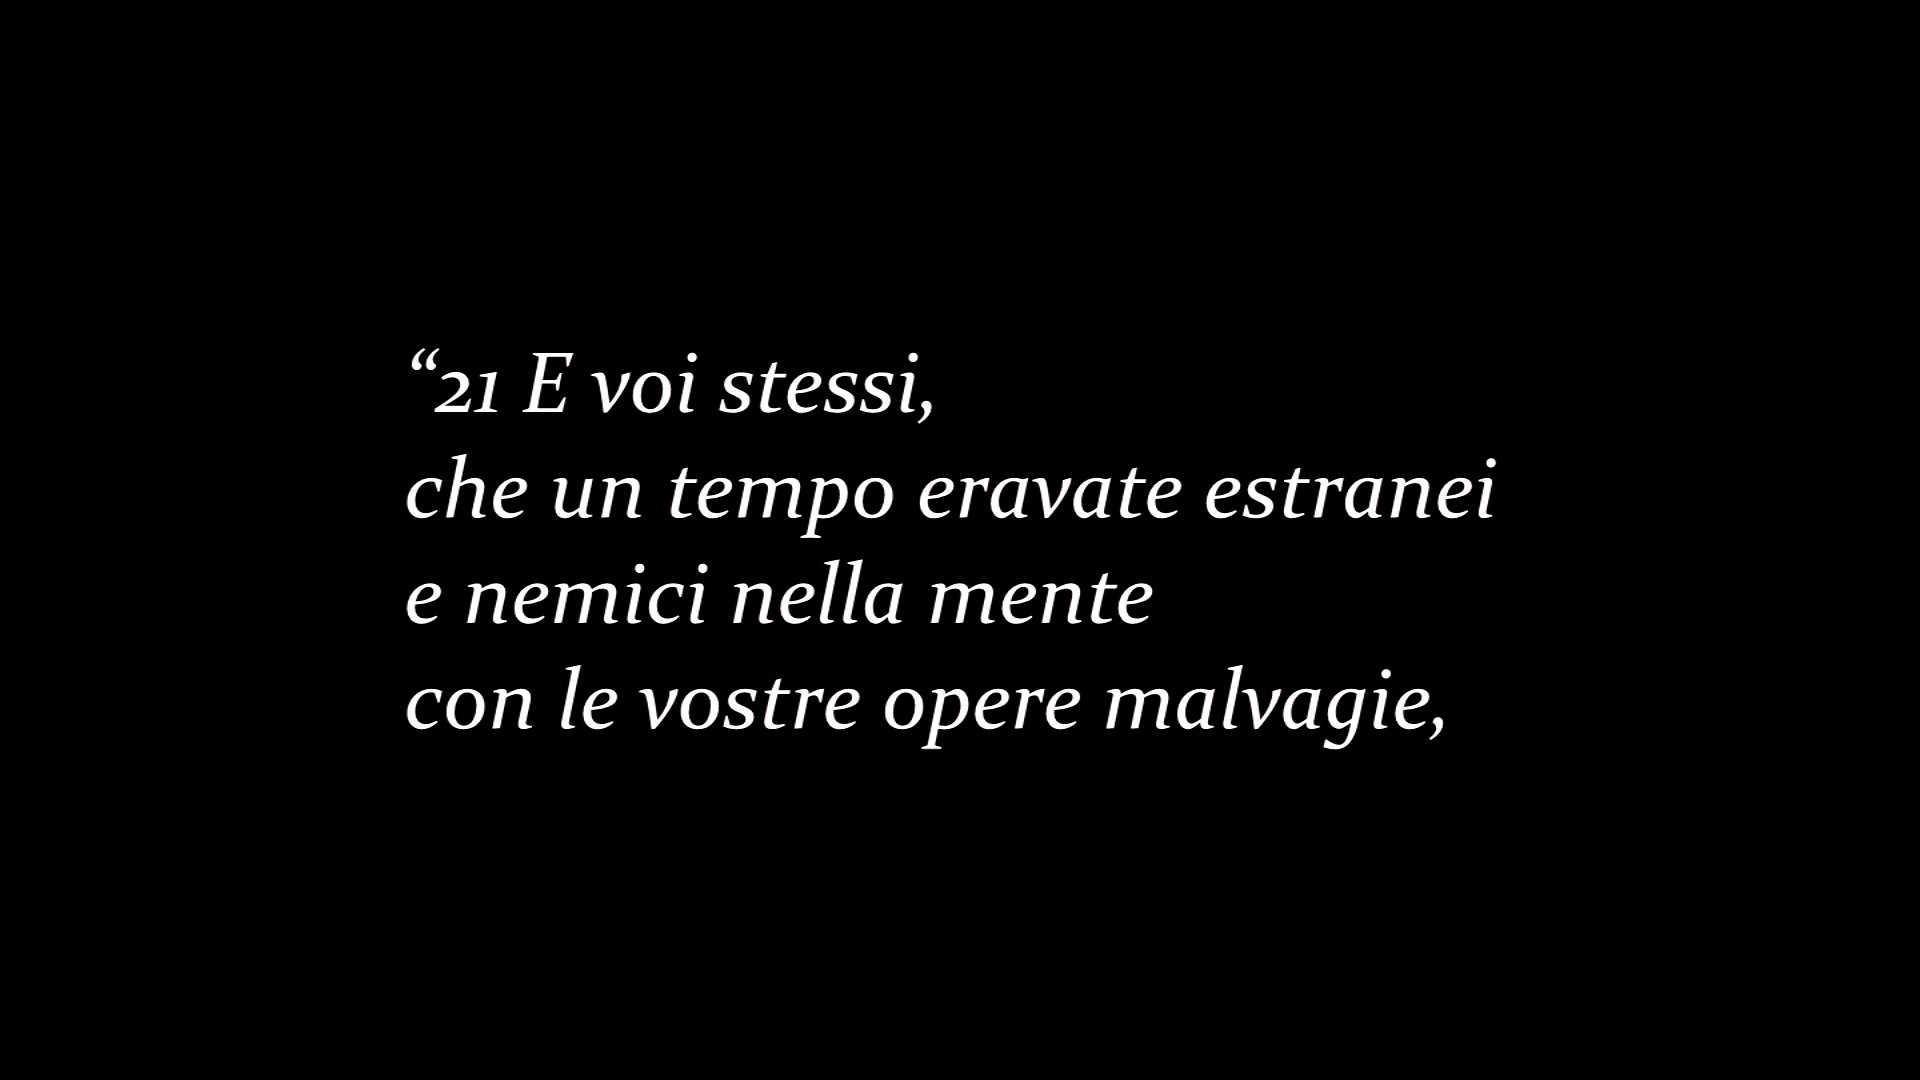 “21 E voi stessi,
che un tempo eravate estranei
e nemici nella mente
con le vostre opere malvagie,